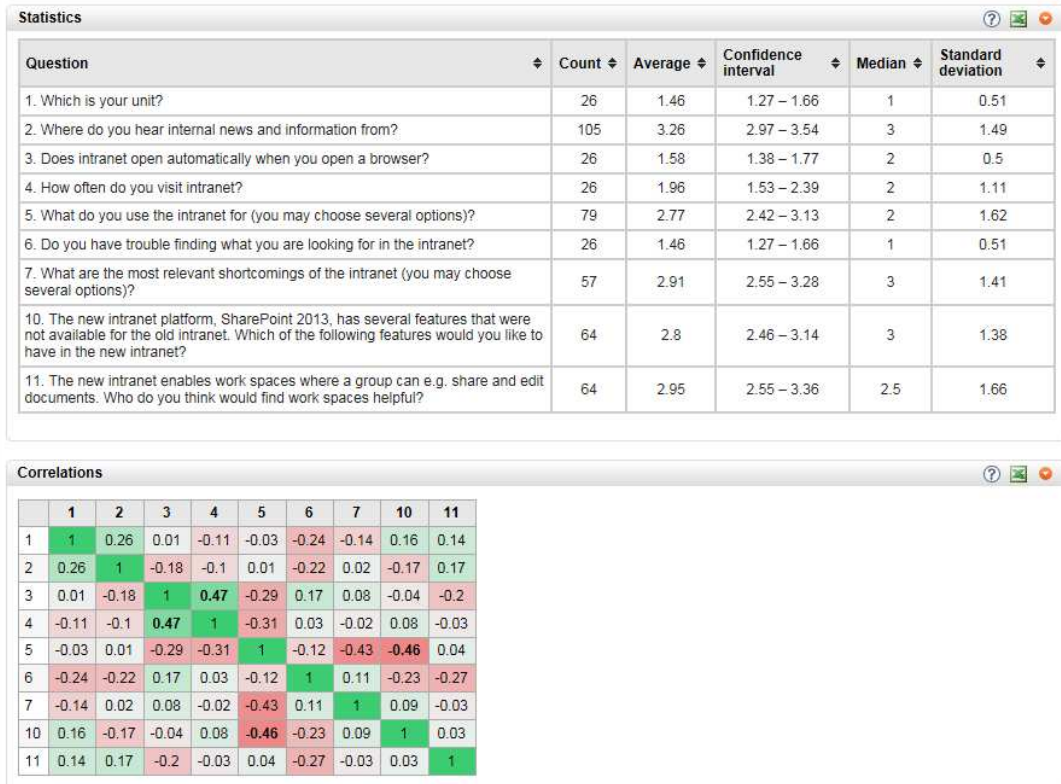 Statistics
Question Count Average Confidence interval Median Standard deviation
1. Which is your unit? 26 1.46 1.27 – 1.66 1 0.51
2. Where do you hear internal news and information from? 105 3.26 2.97 – 3.54 3 1.49
3. Does intranet open automatically when you open a browser? 26 1.58 1.38 – 1.77 2 0.5
4. How often do you visit intranet? 26 1.96 1.53 – 2.39 2 1.11
5. What do you use the intranet for (you may choose several options)? 79 2.77 2.42 – 3.13 2 1.62
6. Do you have trouble finding what you are looking for in the intranet? 26 1.46 1.27 – 1.66 1 0.51
7. What are the most relevant shortcomings of the intranet (you may choose
several options)? 57 2.91 2.55 – 3.28 3 1.41
10. The new intranet platform, SharePoint 2013, has several features that were
not available for the old intranet. Which of the following features would you like to
have in the new intranet? 64 2.8 2.46 – 3.14 3 1.38
11. The new intranet enables work spaces where a group can e.g. share and edit
documents. Who do you think would find work spaces helpful? 64 2.95 2.55 – 3.36 2.5 1.66
Correlations
1 2 3 4 5 6 7 10 11
1 1 0.26 0.01 -0.11 -0.03 -0.24 -0.14 0.16 0.14
2 0.26 1 -0.18 -0.1 0.01 -0.22 0.02 -0.17 0.17
3 0.01 -0.18 1 0.47 -0.29 0.17 0.08 -0.04 -0.2
4 -0.11 -0.1 0.47 1 -0.31 0.03 -0.02 0.08 -0.03
5 -0.03 0.01 -0.29 -0.31 1 -0.12 -0.43 -0.46 0.04
6 -0.24 -0.22 0.17 0.03 -0.12 1 0.11 -0.23 -0.27
7 -0.14 0.02 0.08 -0.02 -0.43 0.11 1 0.09 -0.03
10 0.16 -0.17 -0.04 0.08 -0.46 -0.23 0.09 1 0.03
11 0.14 0.17 -0.2 -0.03 0.04 -0.27 -0.03 0.03 1